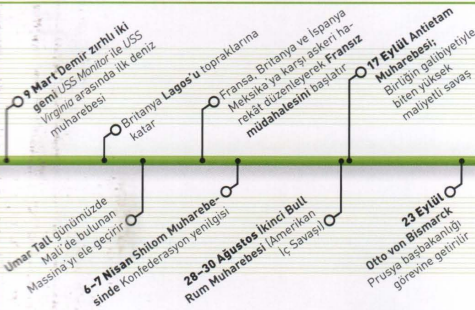 9 Mart Demir zırhlı iki
gemi USS Monitor ile USS
Virginia arasında ilk deniz
muharebesi
Britanya Lagos'u topraklarına
katar
Fransa, Britanya ve İspanya
Meksika'ya karşı askeri ha-
rekât düzenleyerek Fransız
müdahalesini başlatır
17 Eylül Antietam
Muharebesi;
Birliğin galibiyetiyle
biten yüksek
maliyetli savaş
Umar Tall günümüzde
Mali'de bulunan
Massina'yı ele geçirir
6–7 Nisan Shilom Muharebe-
sinde Konfederasyon yenilgisi
28–30 Ağustos İkinci Bull
Rum Muharebesi (Amerikan
İç Savaşı)
23 Eylül
Otto von Bismarck
Prusya başbakanlığı
görevine getirilir